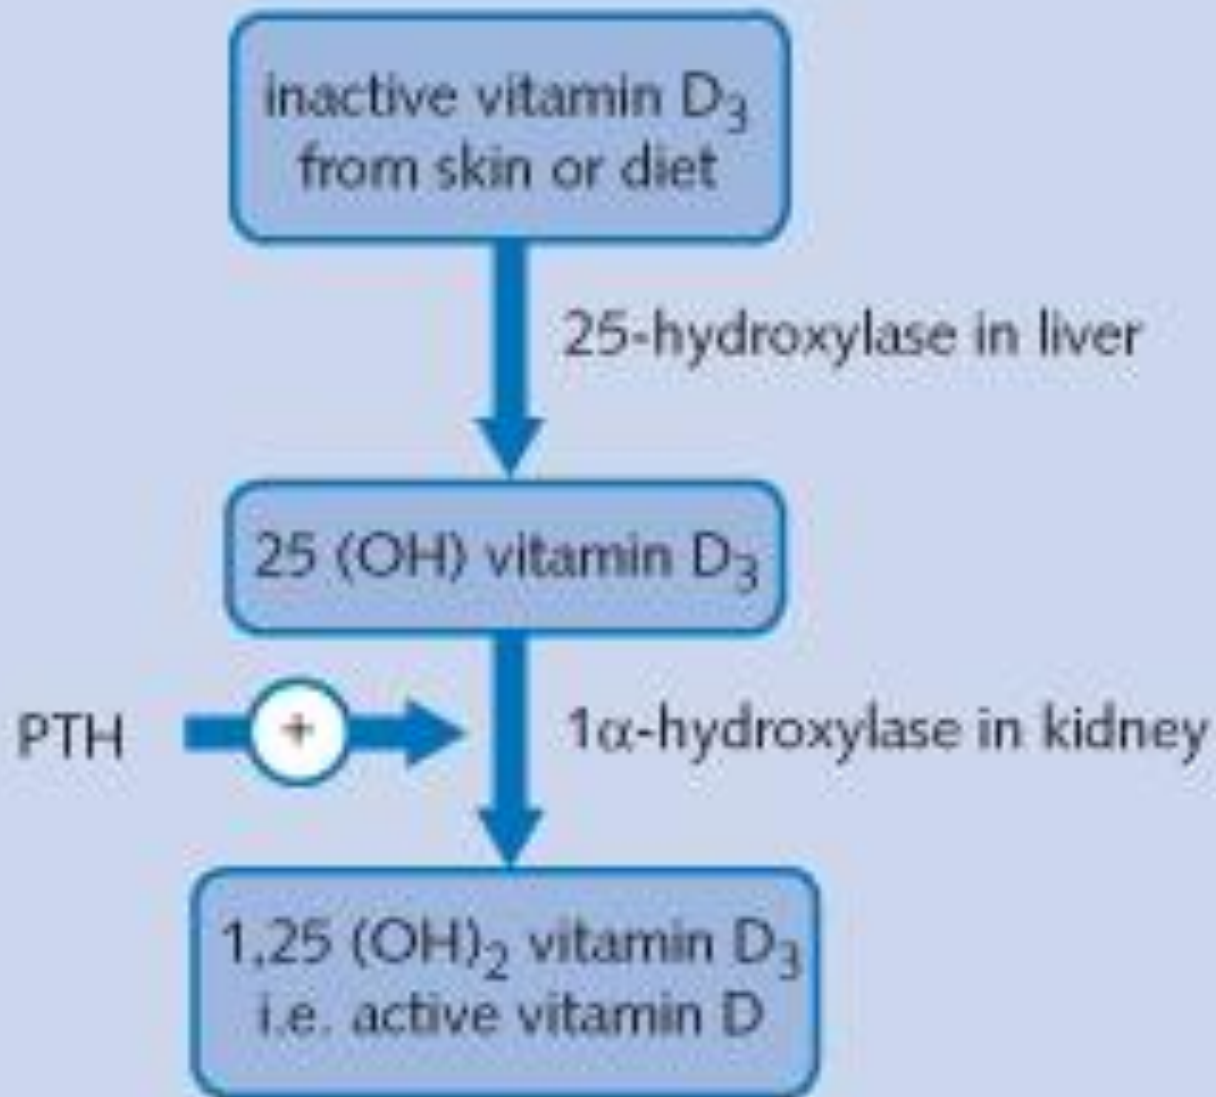 inactive vitamin D₃
from skin or diet
25-hydroxylase in liver
25 (OH) vitamin D₃
PTH
+
1α-hydroxylase in kidney
1,25 (OH)₂ vitamin D₃
i.e. active vitamin D